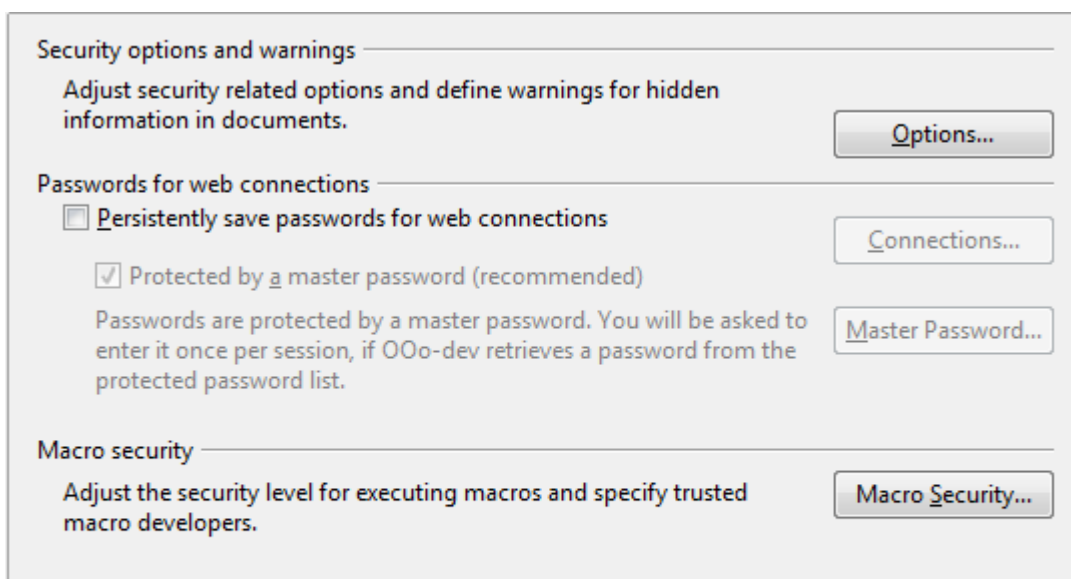 Security options and warnings
Adjust security related options and define warnings for hidden
information in documents.
Options...
Passwords for web connections
Persistently save passwords for web connections
Connections...
Protected by a master password (recommended)
Passwords are protected by a master password. You will be asked to
enter it once per session, if OOo-dev retrieves a password from the
protected password list.
Master Password...
Macro security
Adjust the security level for executing macros and specify trusted
macro developers.
Macro Security...